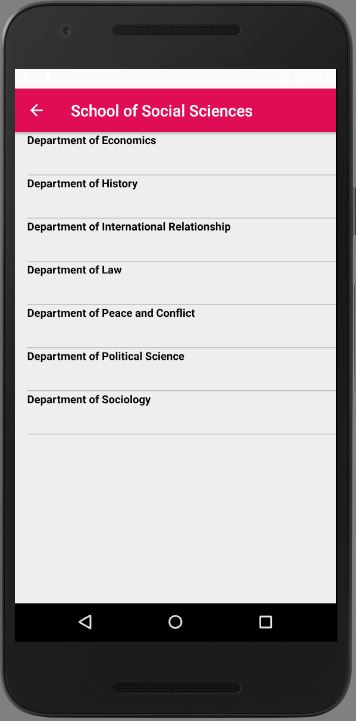 School of Social Sciences
Department of Economics
Department of History
Department of International Relationship
Department of Law
Department of Peace and Conflict
Department of Political Science
Department of Sociology